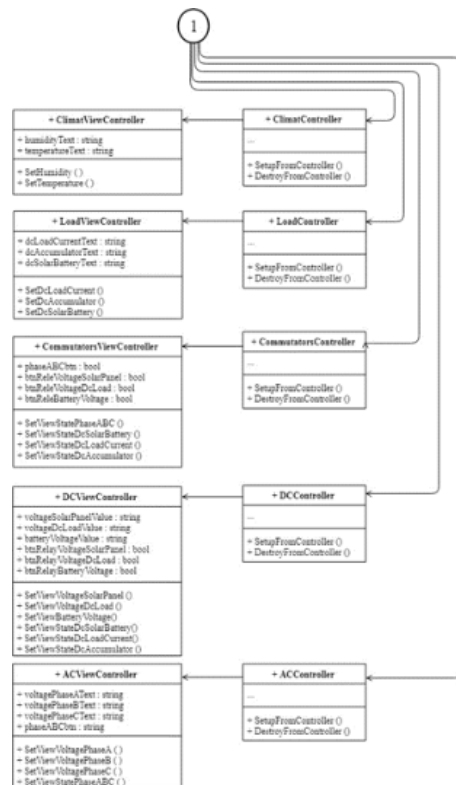 1
+ ClimatViewController
+ humidityText : string
+ temperatureText : string
+ SetHumidity ( )
+ SetTemperature ( )
+ ClimatController
...
+ SetupFromController ()
+ DestroyFromController ()
+ LoadViewController
+ dcLoadCurrentText : string
+ dcAccumulatorText : string
+ dcSolarBatteryText : string
+ SetDcLoadCurrent ()
+ SetDcAccumulator ()
+ SetDcSolarBattery ()
+ LoadController
...
+ SetupFromController ()
+ DestroyFromController ()
+ CommutatorsViewController
+ phaseABCbtn : bool
+ btnReleVoltageSolarPanel : bool
+ btnReleVoltageDcLoad : bool
+ btnReleBatteryVoltage : bool
+ SetViewStatePhaseABC ()
+ SetViewStateDcSolarBattery ()
+ SetViewStateDcLoadCurrent ()
+ SetViewStateDcAccumulator ()
+ CommutatorsController
...
+ SetupFromController ()
+ DestroyFromController ()
+ DCViewController
+ voltageSolarPanelValue : string
+ voltageDcLoadValue : string
+ batteryVoltageValue : string
+ btnRelayVoltageSolarPanel : bool
+ btnRelayVoltageDcLoad : bool
+ btnRelayBatteryVoltage : bool
+ SetViewVoltageSolarPanel ()
+ SetViewVoltageDcLoad ()
+ SetViewBatteryVoltage()
+ SetViewStateDcSolarBattery()
+ SetViewStateDcLoadCurrent()
+ SetViewStateDcAccumulator ()
+ DCController
...
+ SetupFromController ()
+ DestroyFromController ()
+ ACViewController
+ voltagePhaseAText : string
+ voltagePhaseBText : string
+ voltagePhaseCText : string
+ phaseABCbtn : string
+ SetViewVoltagePhaseA ( )
+ SetViewVoltagePhaseB ( )
+ SetViewVoltagePhaseC ( )
+ SetViewStatePhaseABC ( )
+ ACController
...
+ SetupFromController ()
+ DestroyFromController ()